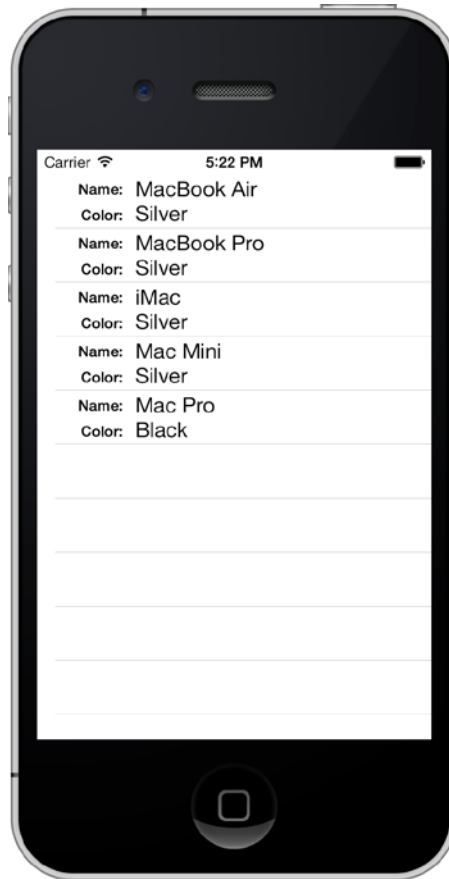 Carrier 5:22 PM
Name: MacBook Air
Color: Silver
Name: MacBook Pro
Color: Silver
Name: iMac
Color: Silver
Name: Mac Mini
Color: Silver
Name: Mac Pro
Color: Black